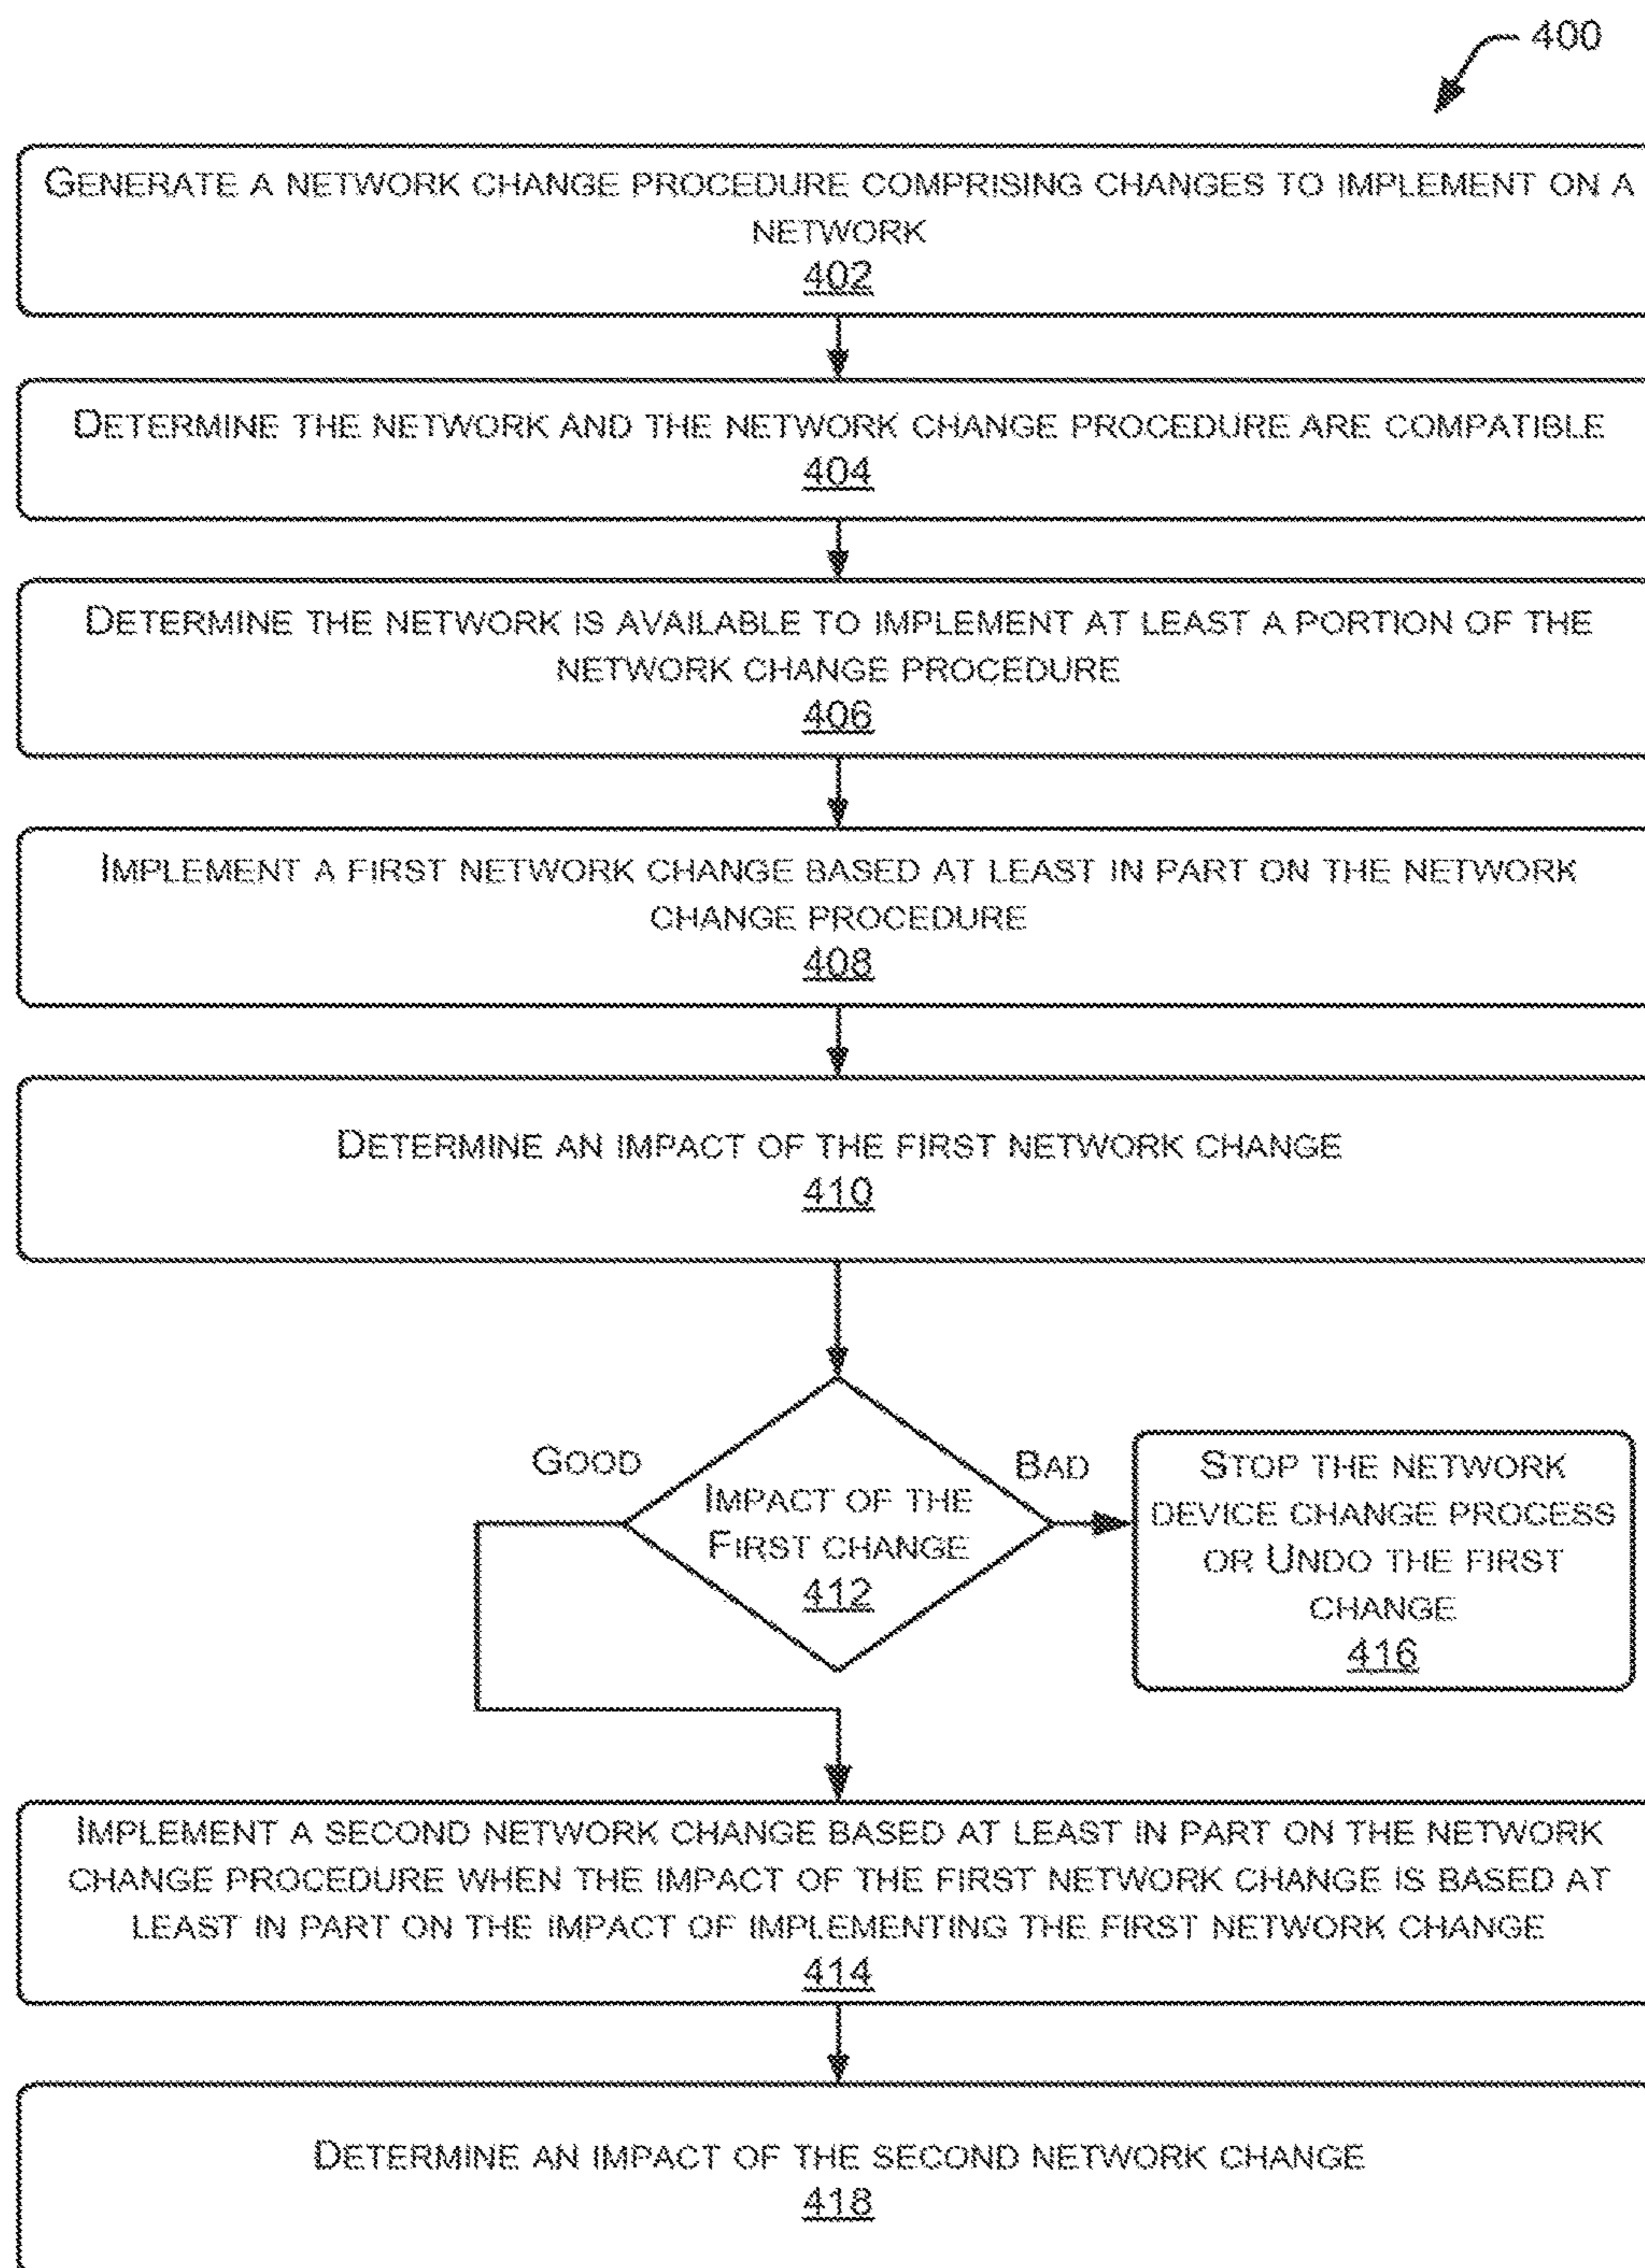 400
GENERATE A NETWORK CHANGE PROCEDURE COMPRISING CHANGES TO IMPLEMENT ON A
NETWORK
402
DETERMINE THE NETWORK AND THE NETWORK CHANGE PROCEDURE ARE COMPATIBLE
404
DETERMINE THE NETWORK IS AVAILABLE TO IMPLEMENT AT LEAST A PORTION OF THE
NETWORK CHANGE PROCEDURE
406
IMPLEMENT A FIRST NETWORK CHANGE BASED AT LEAST IN PART ON THE NETWORK
CHANGE PROCEDURE
408
DETERMINE AN IMPACT OF THE FIRST NETWORK CHANGE
410
GOOD
IMPACT OF THE
FIRST CHANGE
412
BAD
STOP THE NETWORK
DEVICE CHANGE PROCESS
OR UNDO THE FIRST
CHANGE
416
IMPLEMENT A SECOND NETWORK CHANGE BASED AT LEAST IN PART ON THE NETWORK
CHANGE PROCEDURE WHEN THE IMPACT OF THE FIRST NETWORK CHANGE IS BASED AT
LEAST IN PART ON THE IMPACT OF IMPLEMENTING THE FIRST NETWORK CHANGE
414
DETERMINE AN IMPACT OF THE SECOND NETWORK CHANGE
418